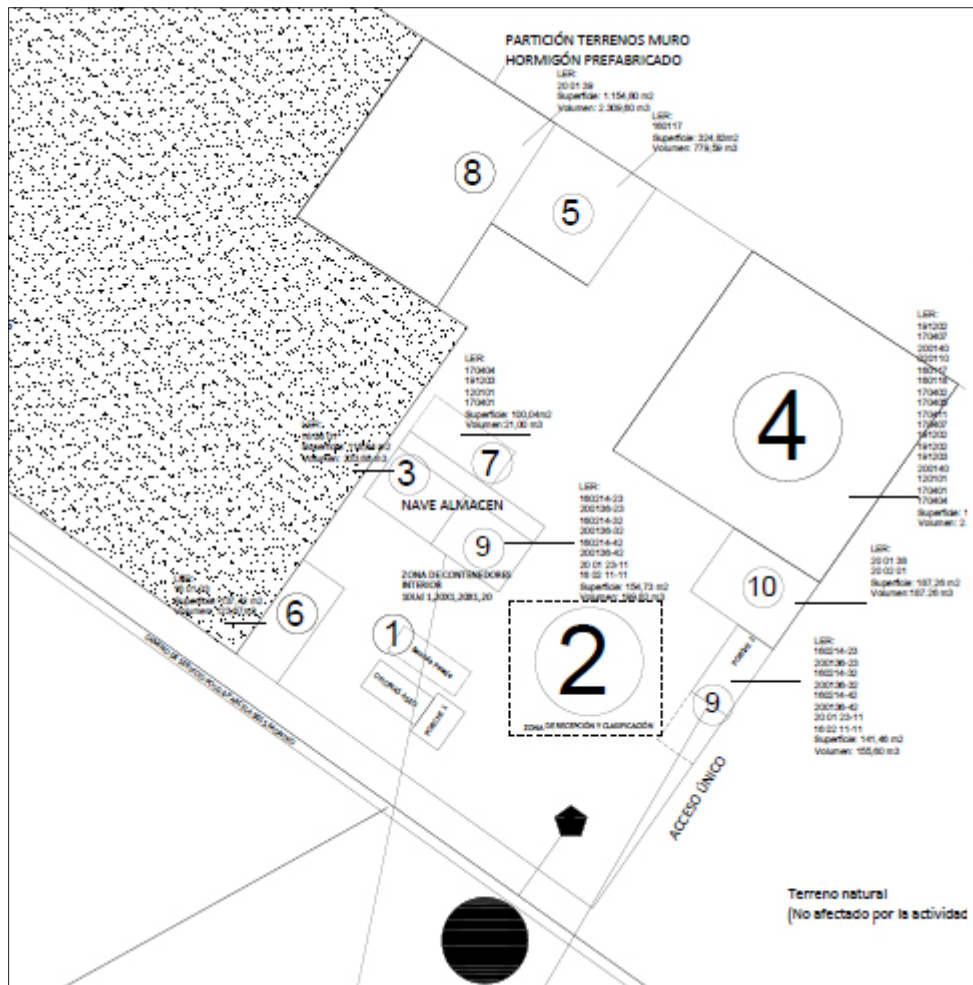 PARTICIÓN TERRENOS MURO
HORMIGÓN PREFABRICADO
LER:
20 01 39
Superficie: 1.154,80 m2
Volumen: 2.309,60 m3
LER:
160117
Superficie: 324,83m2
Volumen: 779,59 m3
8
5
4
LER:
191202
170407
200140
020110
160117
160118
170402
170405
170411
170407
191202
191202
191203
200140
120101
170401
170404
Superficie: 1
Volumen: 2.
LER:
170404
191203
120101
170401
Superficie: 100,04m2
Volumen:21,00 m3
7
3
NAVE ALMACEN
9
LER:
160214-23
200136-23
160214-32
200136-32
160214-42
200136-42
20 01 23-11
16 02 11-11
Superficie: 154,73 m2
ZONA DE CONTENEDORES
INTERIOR
10
LER:
20 01 38
20 02 01
Superficie: 187,26 m2
Volumen:187.26 m3
6
1
2
ZONA DE RECEPCIÓN Y CLASIFICACIÓN
9
LER:
160214-23
200136-23
160214-32
200136-32
160214-42
200136-42
20 01 23-11
16 02 11-11
Superficie: 141,46 m2
Volumen: 155,60 m3
ACCESO ÚNICO
Terreno natural
(No afectado por la actividad